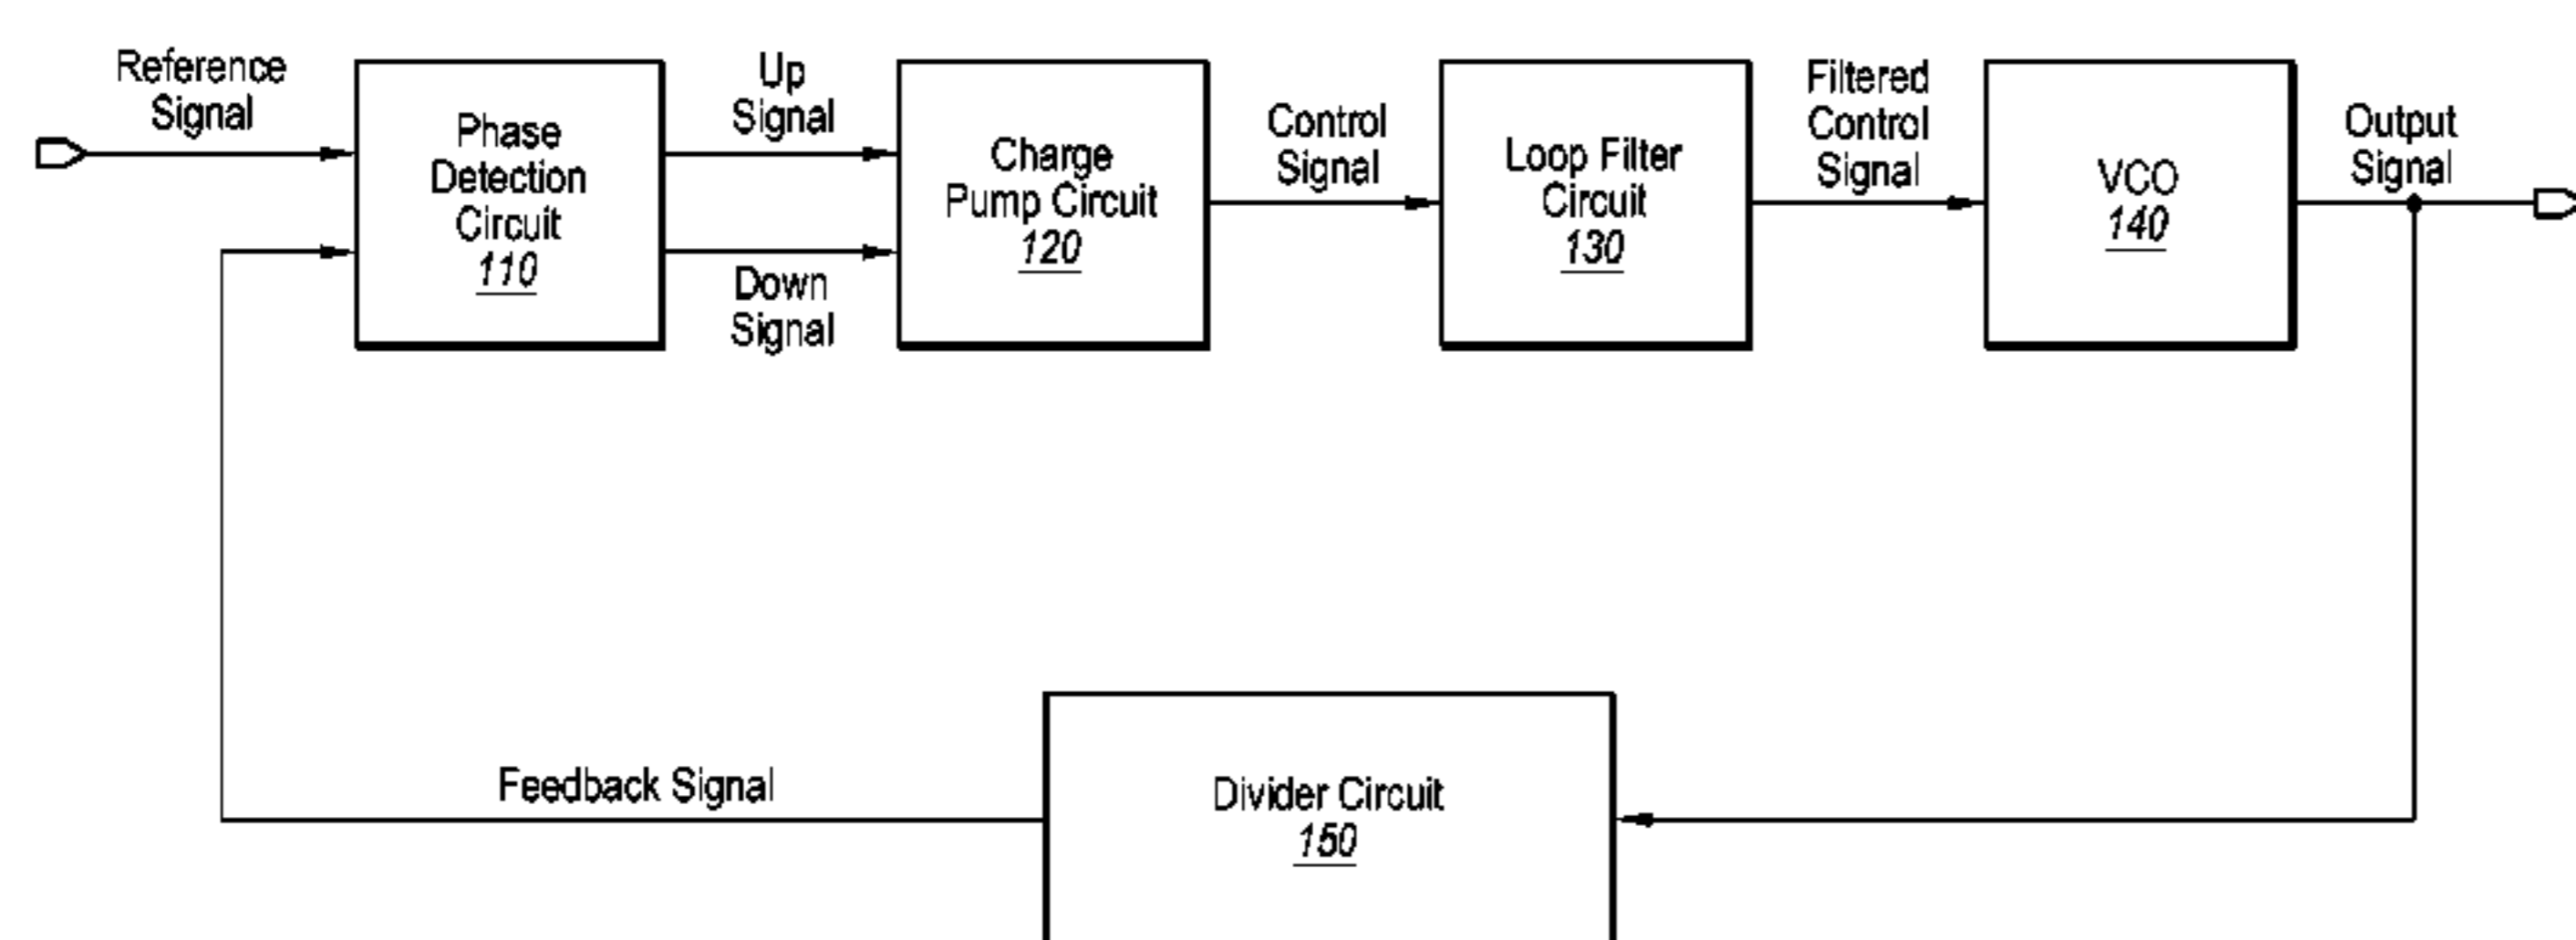 Reference
Signal
Phase
Detection
Circuit
110
Up
Signal
Down
Signal
Charge
Pump Circuit
120
Control
Signal
Loop Filter
Circuit
130
Filtered
Control
Signal
VCO
140
Output
Signal
Feedback Signal
Divider Circuit
150